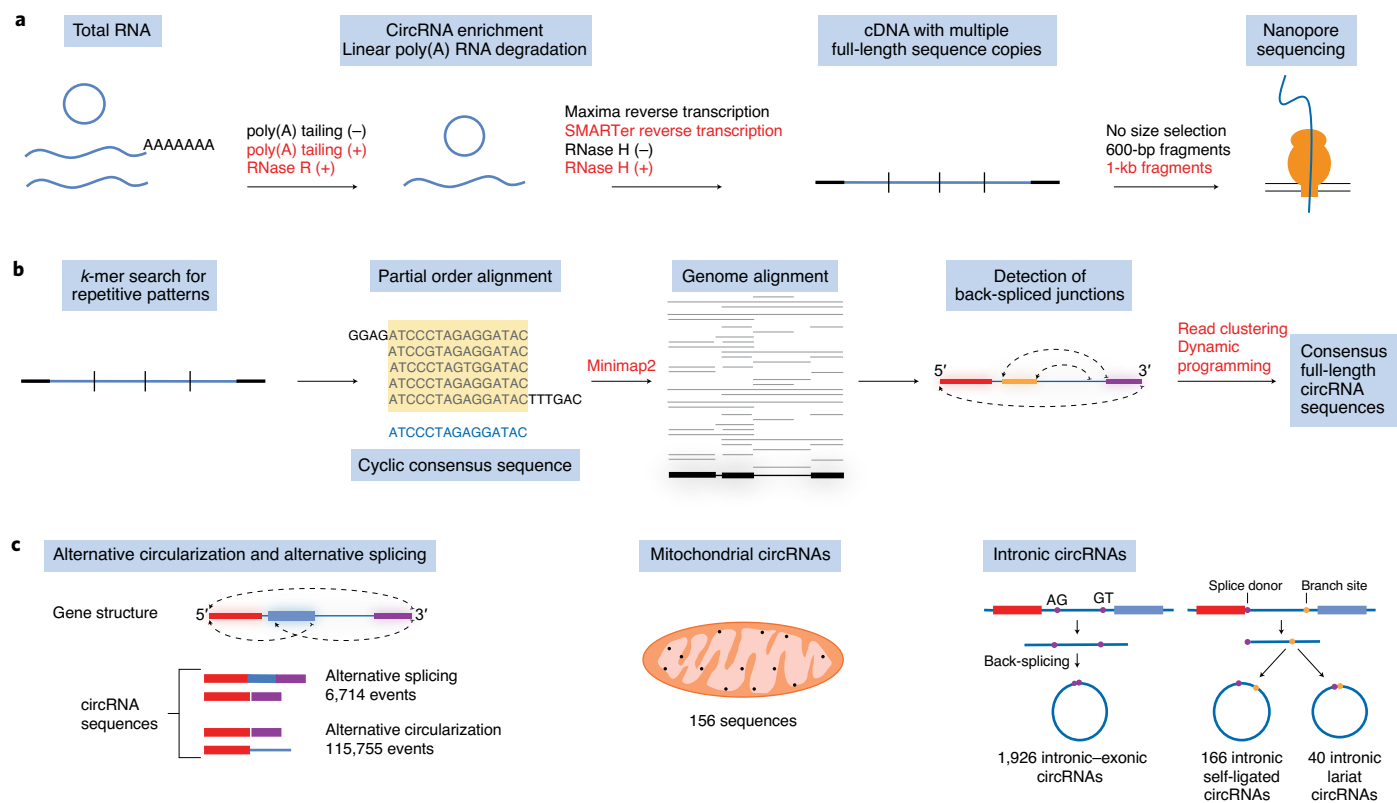 a
Total RNA
CircRNA enrichment
Linear poly(A) RNA degradation
cDNA with multiple
full-length sequence copies
Nanopore
sequencing
AAAAAAA
poly(A) tailing (–)
poly(A) tailing (+)
RNase R (+)
Maxima reverse transcription
SMARTer reverse transcription
RNase H (–)
RNase H (+)
No size selection
600-bp fragments
1-kb fragments
b
k-mer search for
repetitive patterns
Partial order alignment
Genome alignment
Detection of
back-spliced junctions
GGAGATCCCTAGAGGATAC
ATCCGTAGAGGATAC
ATCCCTAGTGGATAC
ATCCCTAGAGGATAC
ATCCCTAGAGGATACTTTGAC
ATCCCTAGAGGATAC
Cyclic consensus sequence
Minimap2
5′ 3′
Read clustering
Dynamic
programming
Consensus
full-length
circRNA
sequences
c
Alternative circularization and alternative splicing
Gene structure
5′ 3′
circRNA
sequences
Alternative splicing
6,714 events
Alternative circularization
115,755 events
Mitochondrial circRNAs
156 sequences
Intronic circRNAs
AG GT
Back-splicing
1,926 intronic–exonic
circRNAs
Splice donor Branch site
166 intronic
self-ligated
circRNAs
40 intronic
lariat
circRNAs